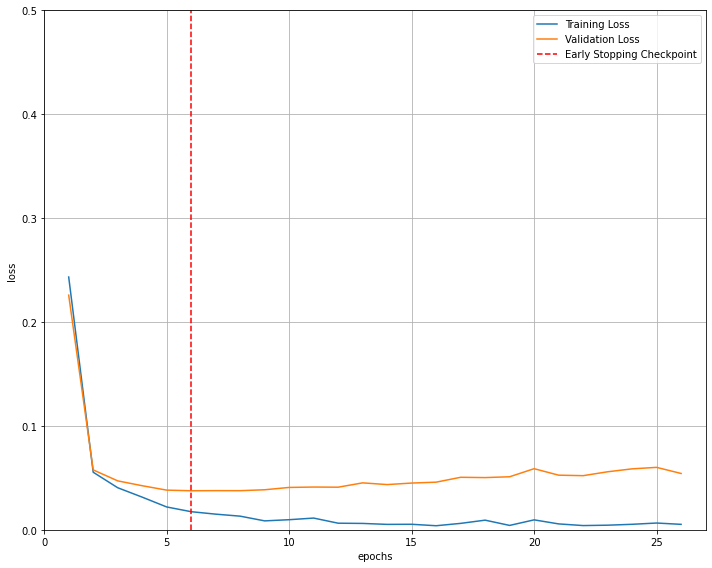 Training Loss
Validation Loss
Early Stopping Checkpoint
0.5
0.4
0.3
0.2
0.1
0.0
loss
0
5
10
15
20
25
epochs